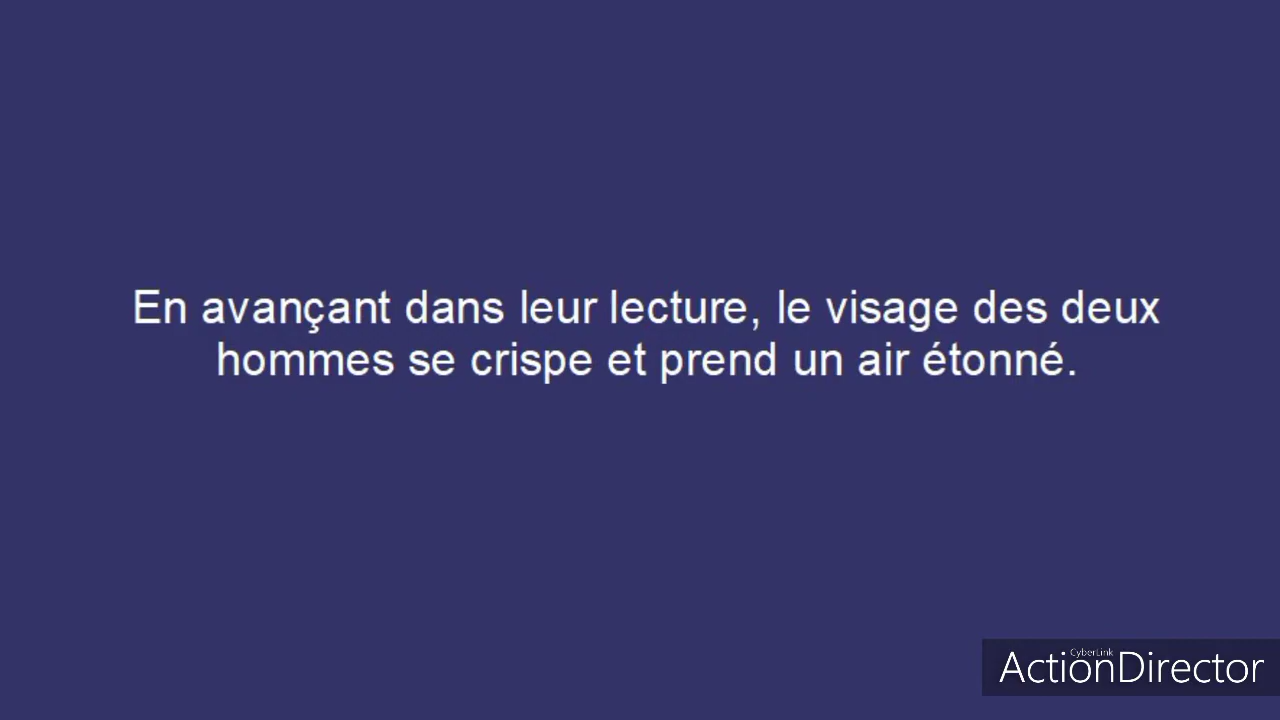 En avançant dans leur lecture, le visage des deux
hommes se crispe et prend un air étonné.
CyberLink
ActionDirector